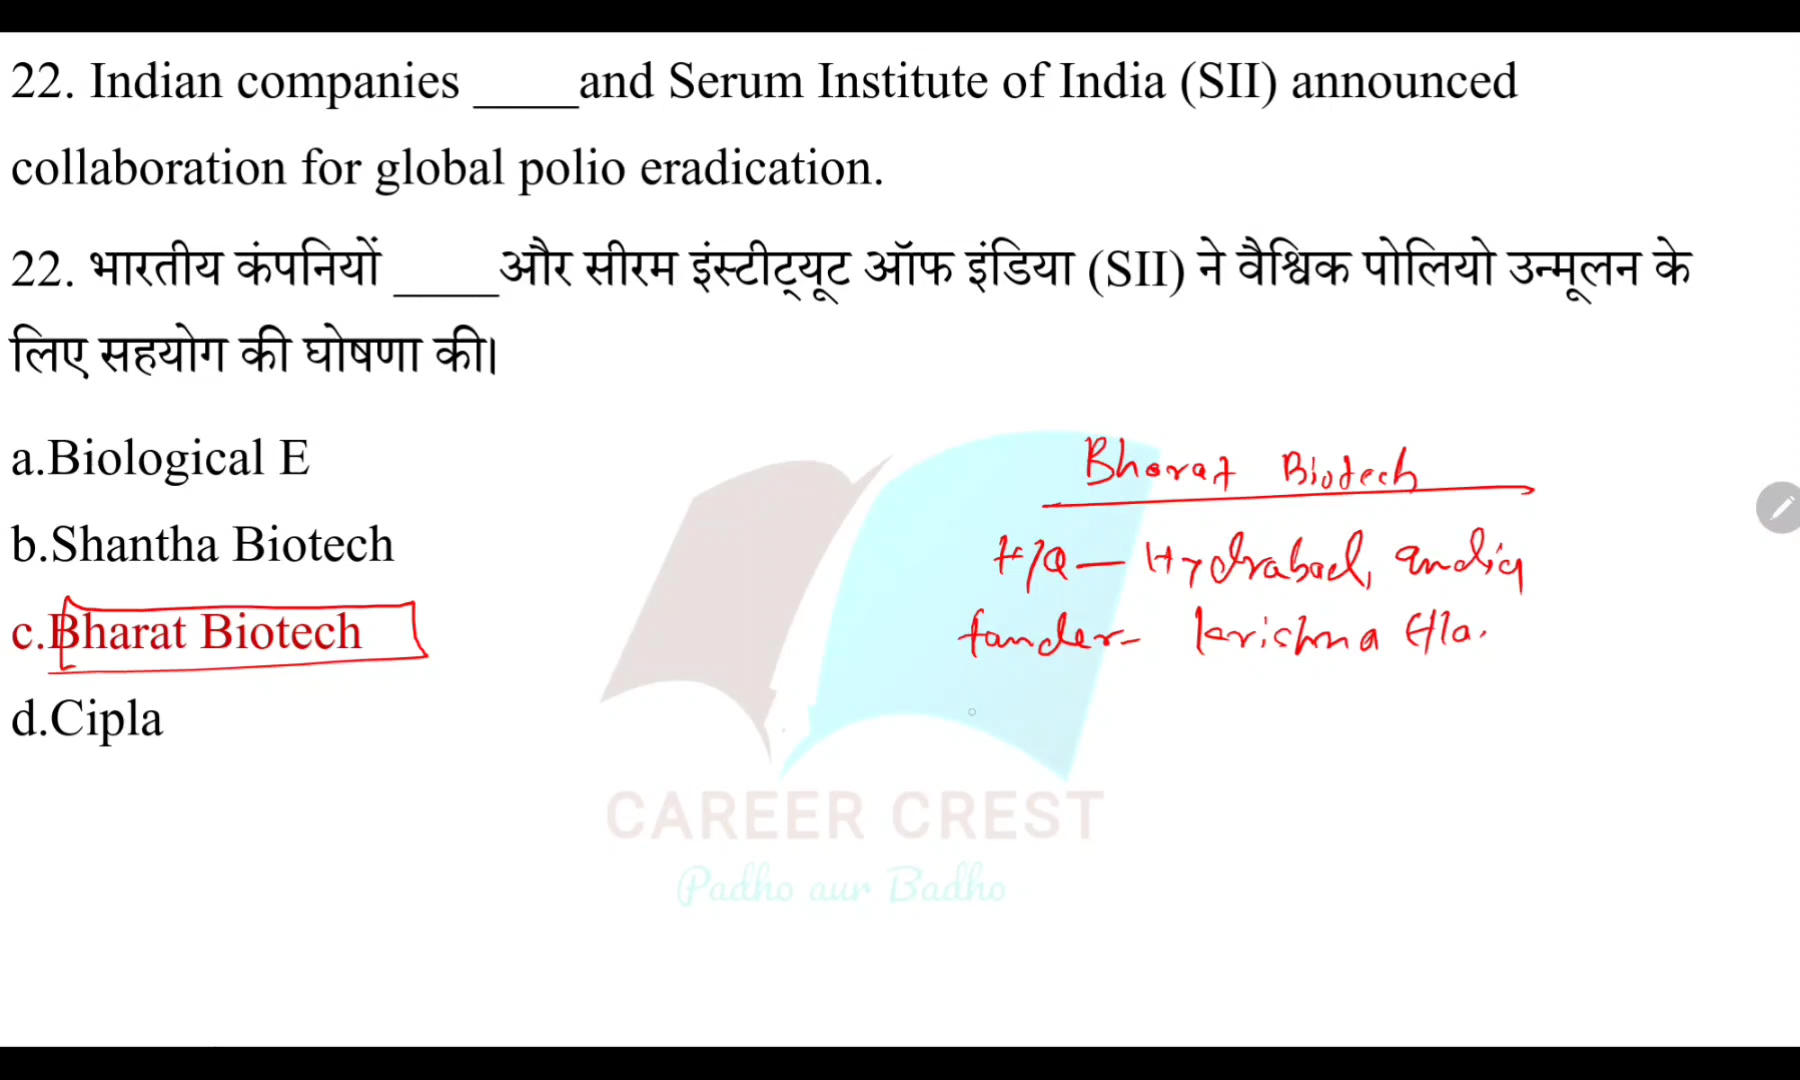 22. Indian companies ____and Serum Institute of India (SII) announced
collaboration for global polio eradication.
22. भारतीय कंपनियों ____और सीरम इंस्टीट्यूट ऑफ इंडिया (SII) ने वैश्विक पोलियो उन्मूलन के
लिए सहयोग की घोषणा की।
a.Biological E
b.Shantha Biotech
c.Bharat Biotech
d.Cipla
Bharat Biotech
H/Q – Hydrabad, India
founder- krishna Ella.
CAREER CREST
Padho aur Badho